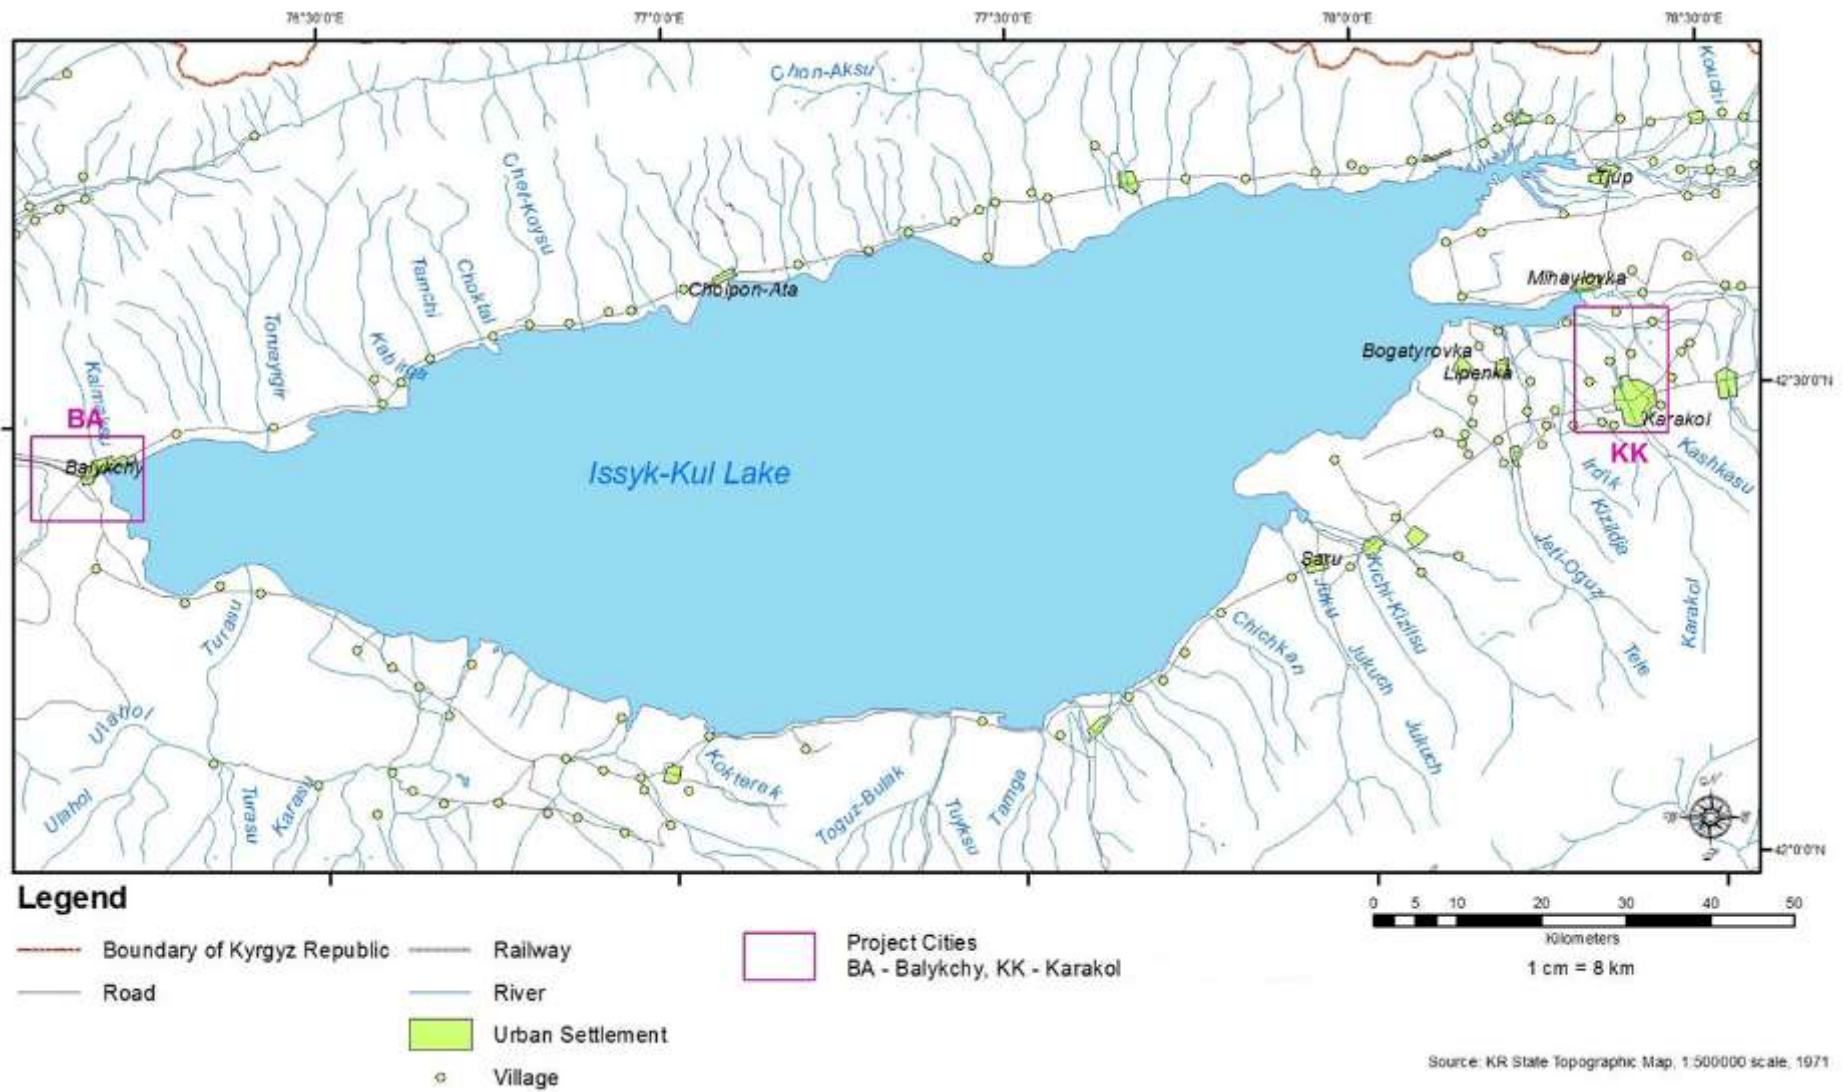 76°30'0"E 77°0'0"E 77°30'0"E 78°0'0"E 78°30'0"E
Chon-Aksu
Kouchi
Chet-Koysu
Tjup
Tamchi
Choktal
Cholpon-Ata
Mihaylovka
Toruaygir
Kabirga
Kalmaksu
Bogatyrovka
Lipenka
42°30'0"N
BA
Karakol
Balykchy
KK
Kashkasu
Issyk-Kul Lake
Irdik
Kizildje
Saru
Jeti-Oguz
Kichi-Kizilsu
Juku
Karakol
Turasu
Chichkan
Jukuch
Tele
Ulahol
Jukuch
Kokterek
Ulahol
Turasu
Karasu
Toguz-Bulak
Tuyksu
Tamga
42°0'0"N
Legend
0 5 10 20 30 40 50
Kilometers
1 cm = 8 km
Boundary of Kyrgyz Republic
Railway
Project Cities
BA - Balykchy, KK - Karakol
Road
River
Urban Settlement
Village
Source: KR State Topographic Map, 1:500000 scale, 1971